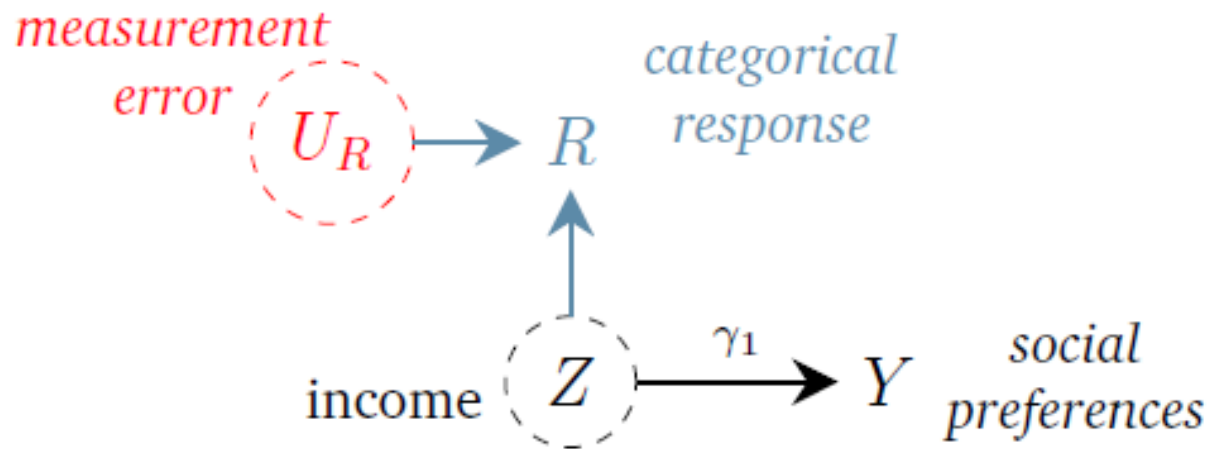 measurement
error
U_R
R
categorical
response
income
Z
γ1
Y
social
preferences